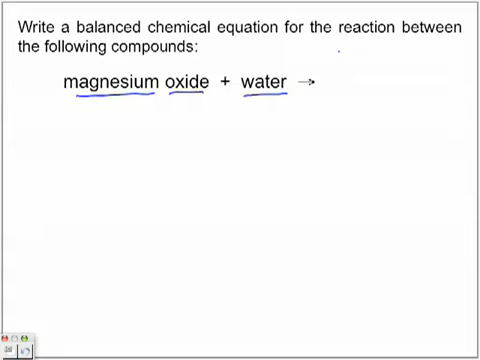 Write a balanced chemical equation for the reaction between
the following compounds:
magnesium oxide + water →